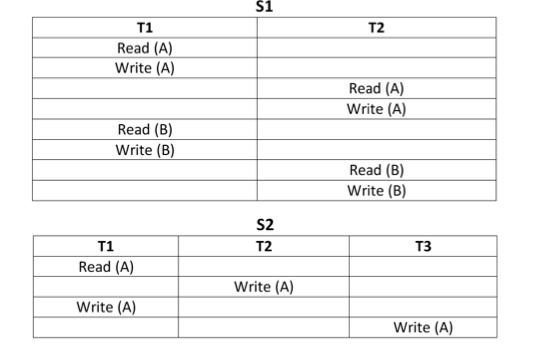 S1
T1 T2
Read (A)
Write (A)
Read (A)
Write (A)
Read (B)
Write (B)
Read (B)
Write (B)
S2
T1 T2 T3
Read (A)
Write (A)
Write (A)
Write (A)